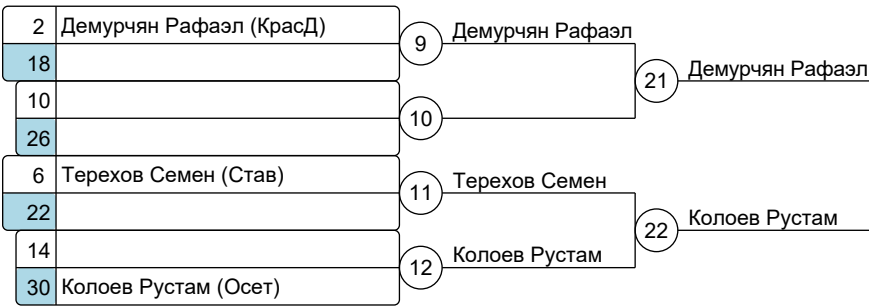 2 Демурчян Рафаэл (КрасД)
9 Демурчян Рафаэл
18
21 Демурчян Рафаэл
10
10
26
6 Терехов Семен (Став)
11 Терехов Семен
22
22 Колоев Рустам
14
12 Колоев Рустам
30 Колоев Рустам (Осет)